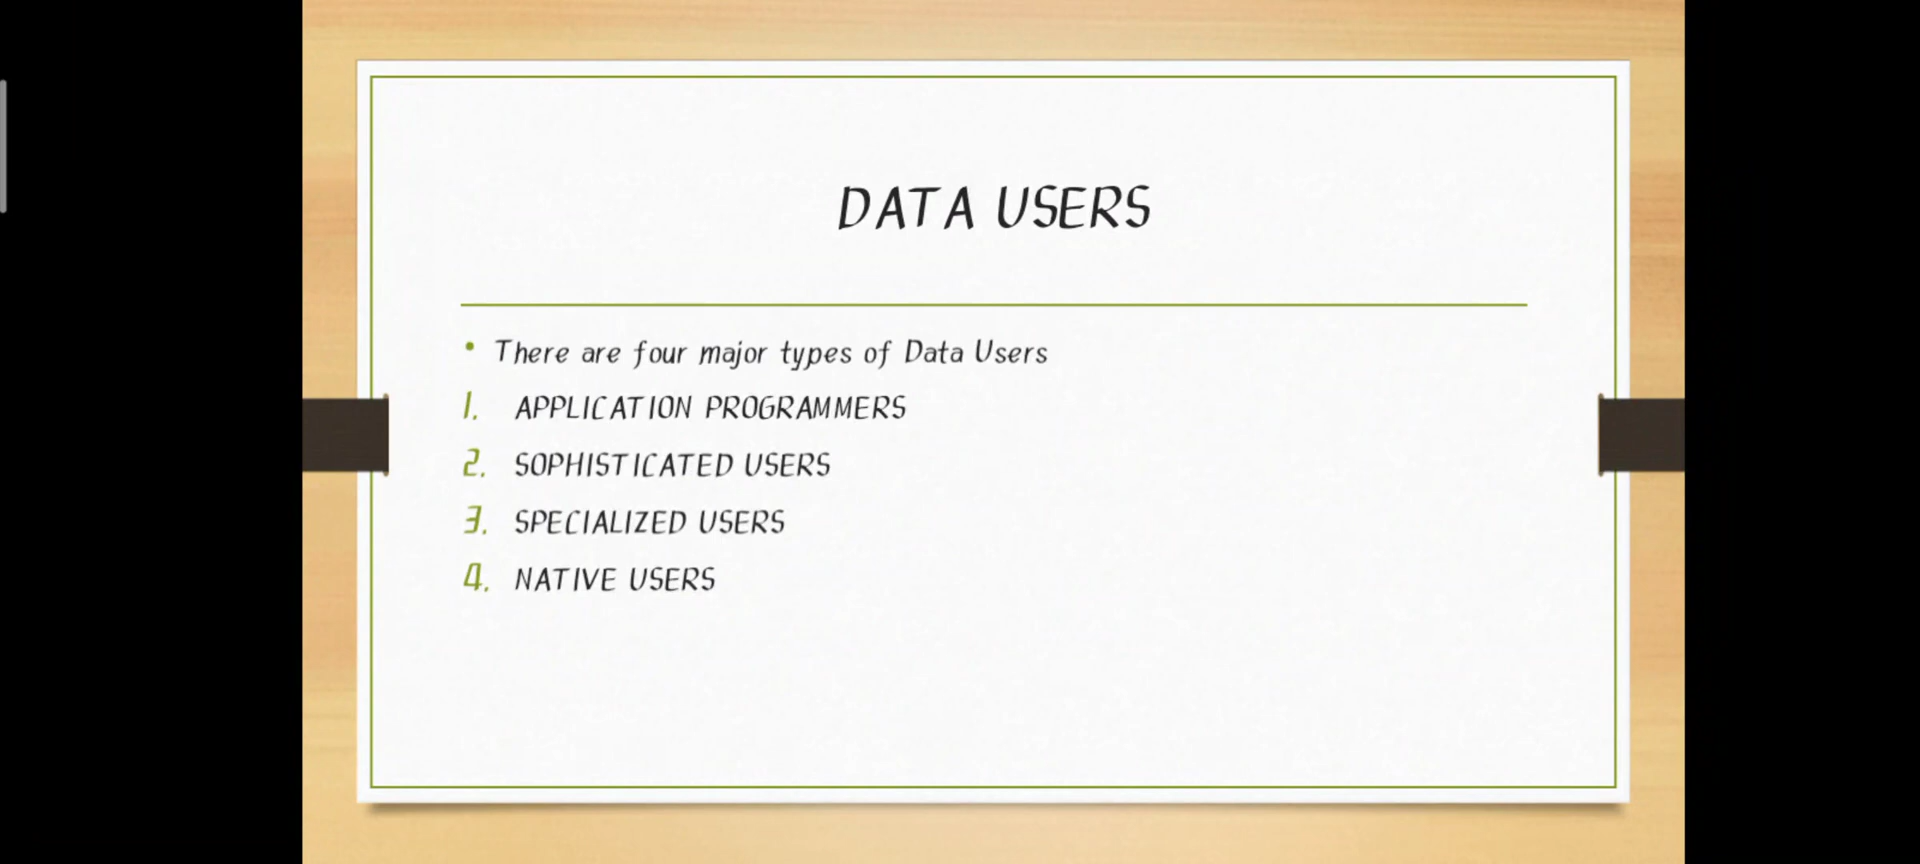 DATA USERS
• There are four major types of Data Users
1. APPLICATION PROGRAMMERS
2. SOPHISTICATED USERS
3. SPECIALIZED USERS
4. NATIVE USERS